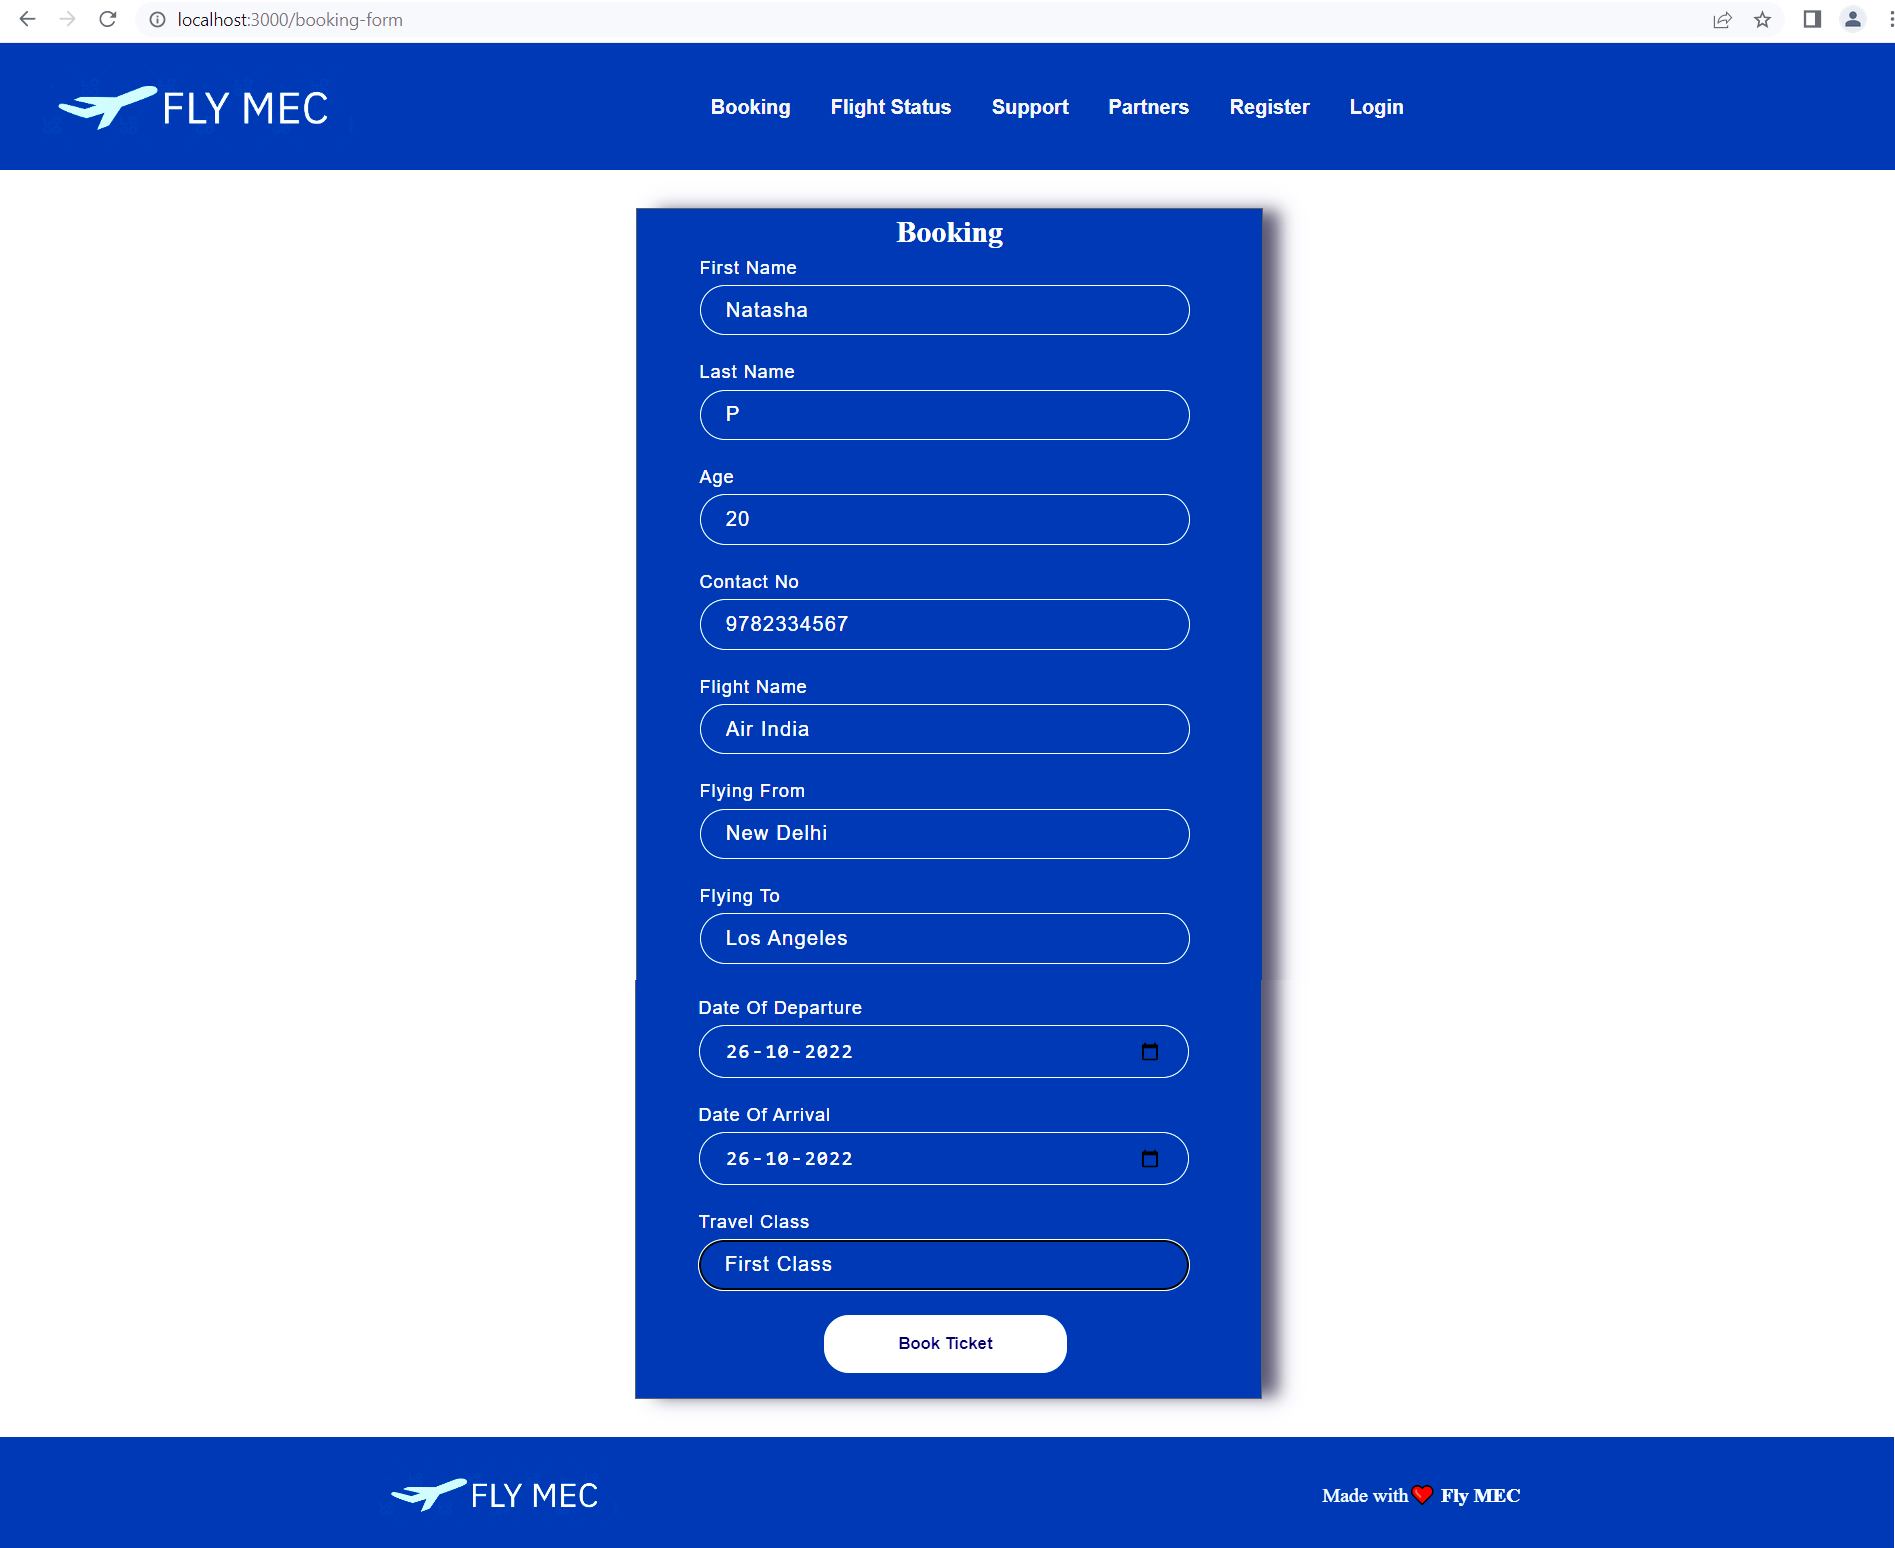 localhost:3000/booking-form
FLY MEC
Booking Flight Status Support Partners Register Login
Booking
First Name
Natasha
Last Name
P
Age
20
Contact No
9782334567
Flight Name
Air India
Flying From
New Delhi
Flying To
Los Angeles
Date Of Departure
26-10-2022
Date Of Arrival
26-10-2022
Travel Class
First Class
Book Ticket
FLY MEC
Made with ❤ Fly MEC